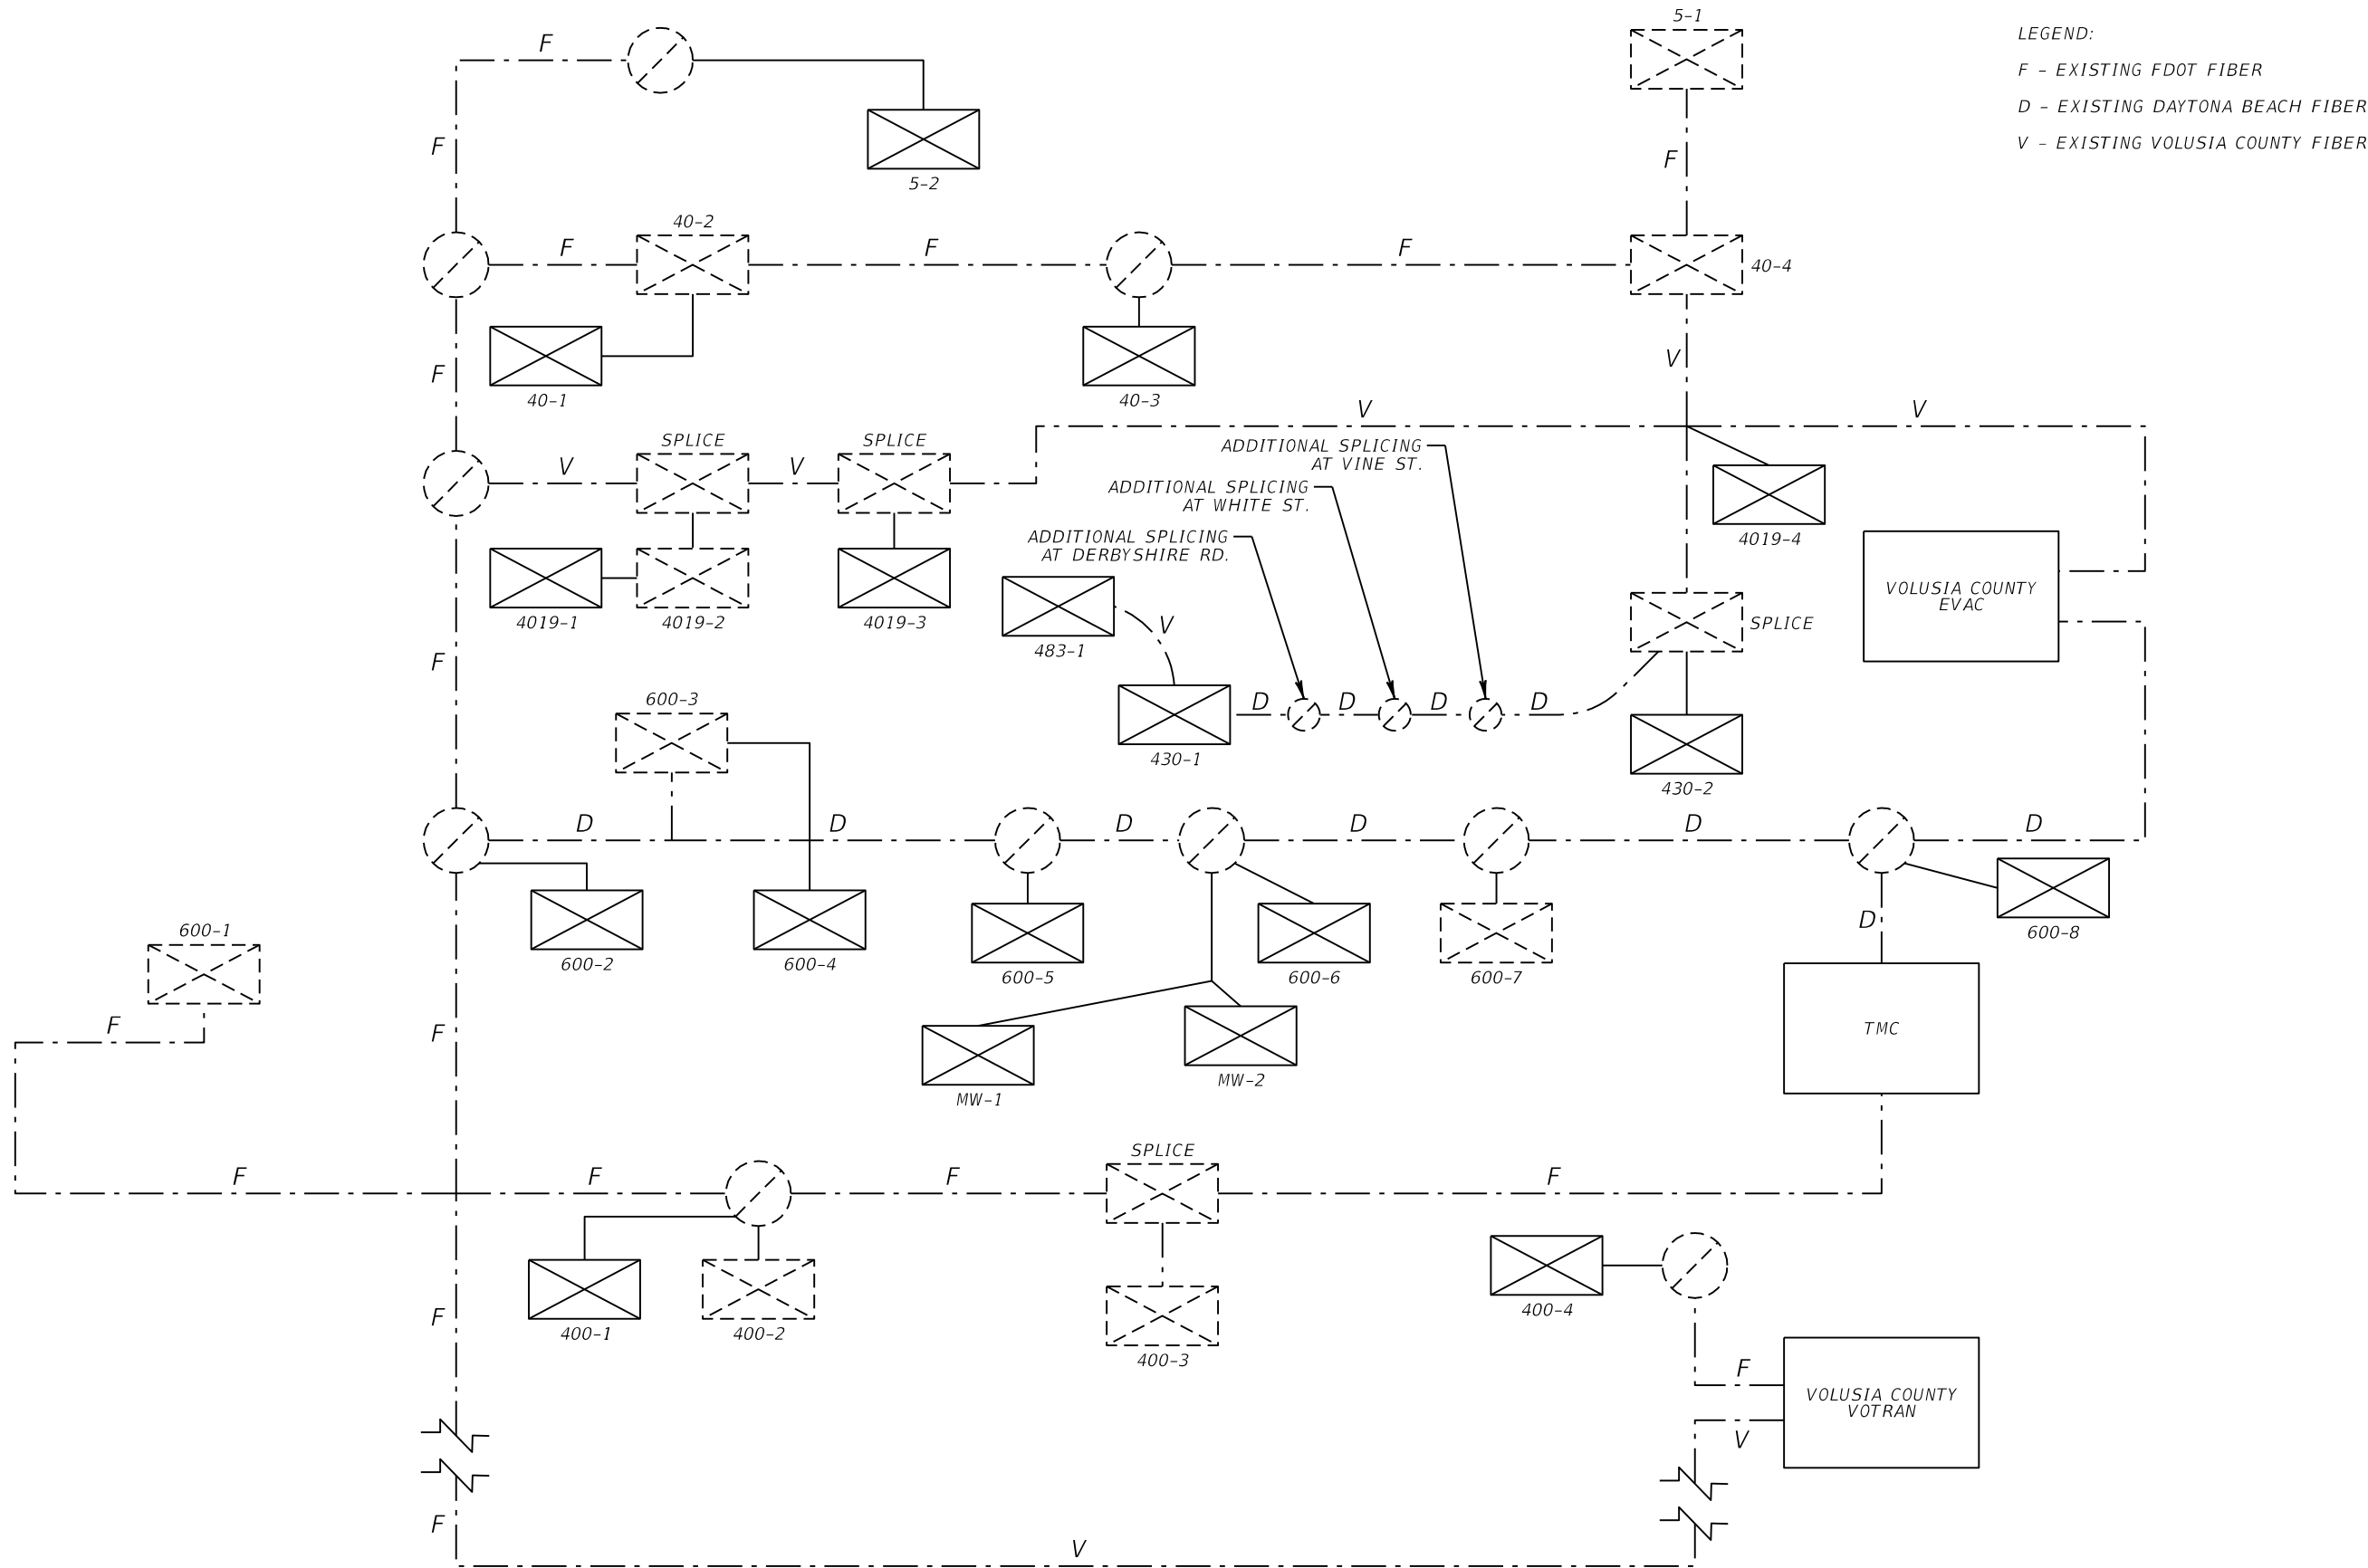 5-1
LEGEND:
F
F - EXISTING FDOT FIBER
D - EXISTING DAYTONA BEACH FIBER
V - EXISTING VOLUSIA COUNTY FIBER
F
F
5-2
40-2
F
F
F
40-4
F
V
40-1
40-3
V
V
SPLICE
SPLICE
ADDITIONAL SPLICING
AT VINE ST.
V
V
ADDITIONAL SPLICING
AT WHITE ST.
ADDITIONAL SPLICING
AT DERBYSHIRE RD.
4019-4
VOLUSIA COUNTY
EVAC
4019-1
4019-2
4019-3
V
SPLICE
483-1
F
600-3
D
D
D
D
430-1
430-2
D
D
D
D
D
D
600-1
600-2
600-4
600-5
600-6
600-7
D
600-8
F
F
TMC
MW-1
MW-2
SPLICE
F
F
F
F
F
400-1
400-2
400-3
400-4
F
VOLUSIA COUNTY
VOTRAN
V
F
V